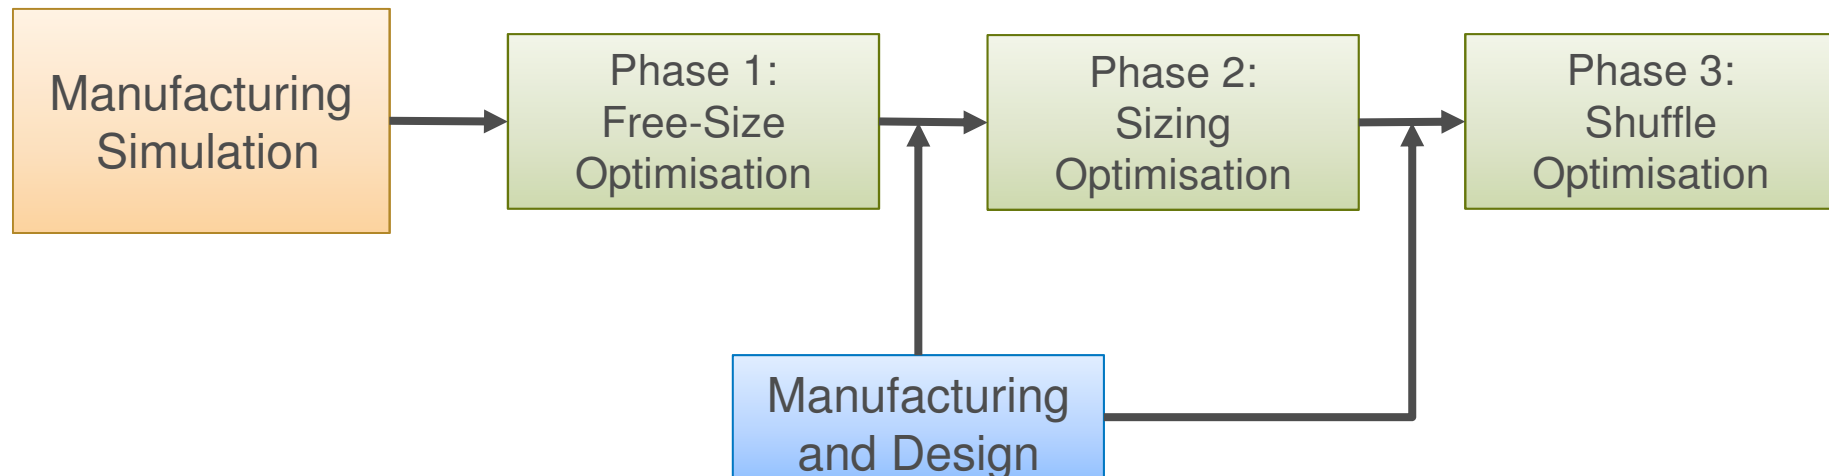 Manufacturing
Simulation
Phase 1:
Free-Size
Optimisation
Phase 2:
Sizing
Optimisation
Phase 3:
Shuffle
Optimisation
Manufacturing
and Design